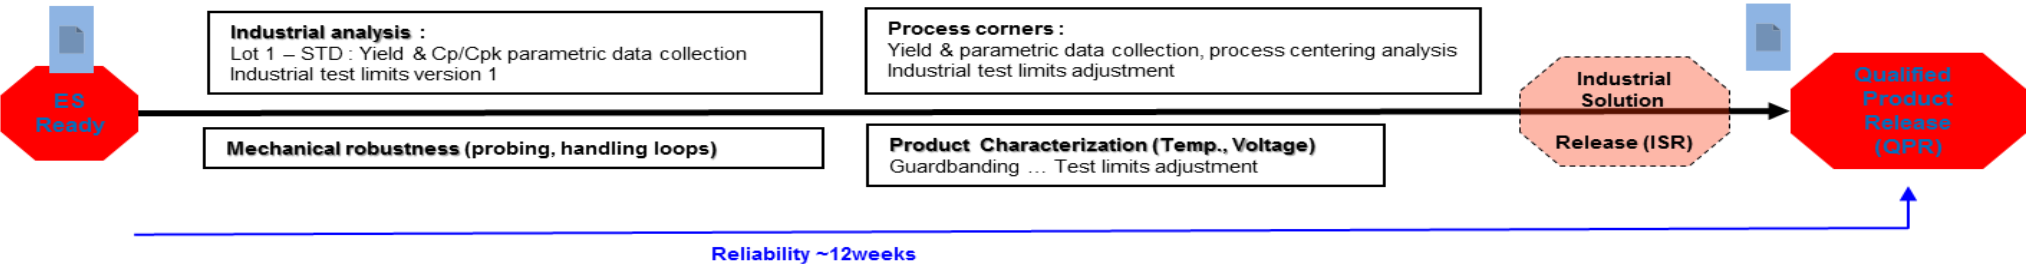 ES
Ready
Industrial analysis :
Lot 1 – STD : Yield & Cp/Cpk parametric data collection
Industrial test limits version 1
Mechanical robustness (probing, handling loops)
Process corners :
Yield & parametric data collection, process centering analysis
Industrial test limits adjustment
Product Characterization (Temp., Voltage)
Guardbanding … Test limits adjustment
Industrial
Solution
Release (ISR)
Qualified
Product
Release
(QPR)
Reliability ~12weeks